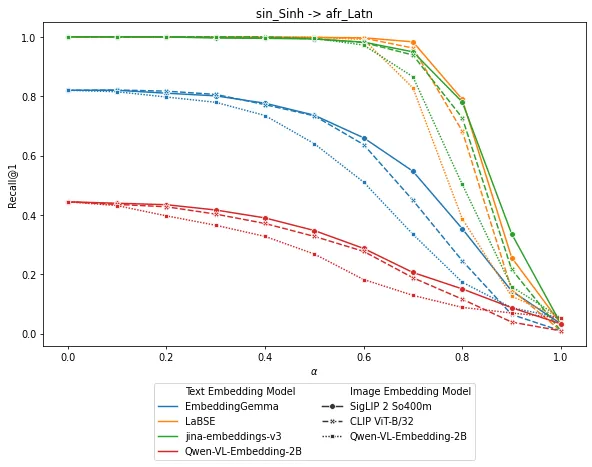 sin_Sinh -> afr_Latn
1.0
0.8
0.6
0.4
0.2
0.0
Recall@1
0.0 0.2 0.4 0.6 0.8 1.0
α
Text Embedding Model Image Embedding Model
EmbeddingGemma SigLIP 2 So400m
LaBSE CLIP ViT-B/32
jina-embeddings-v3 Qwen-VL-Embedding-2B
Qwen-VL-Embedding-2B